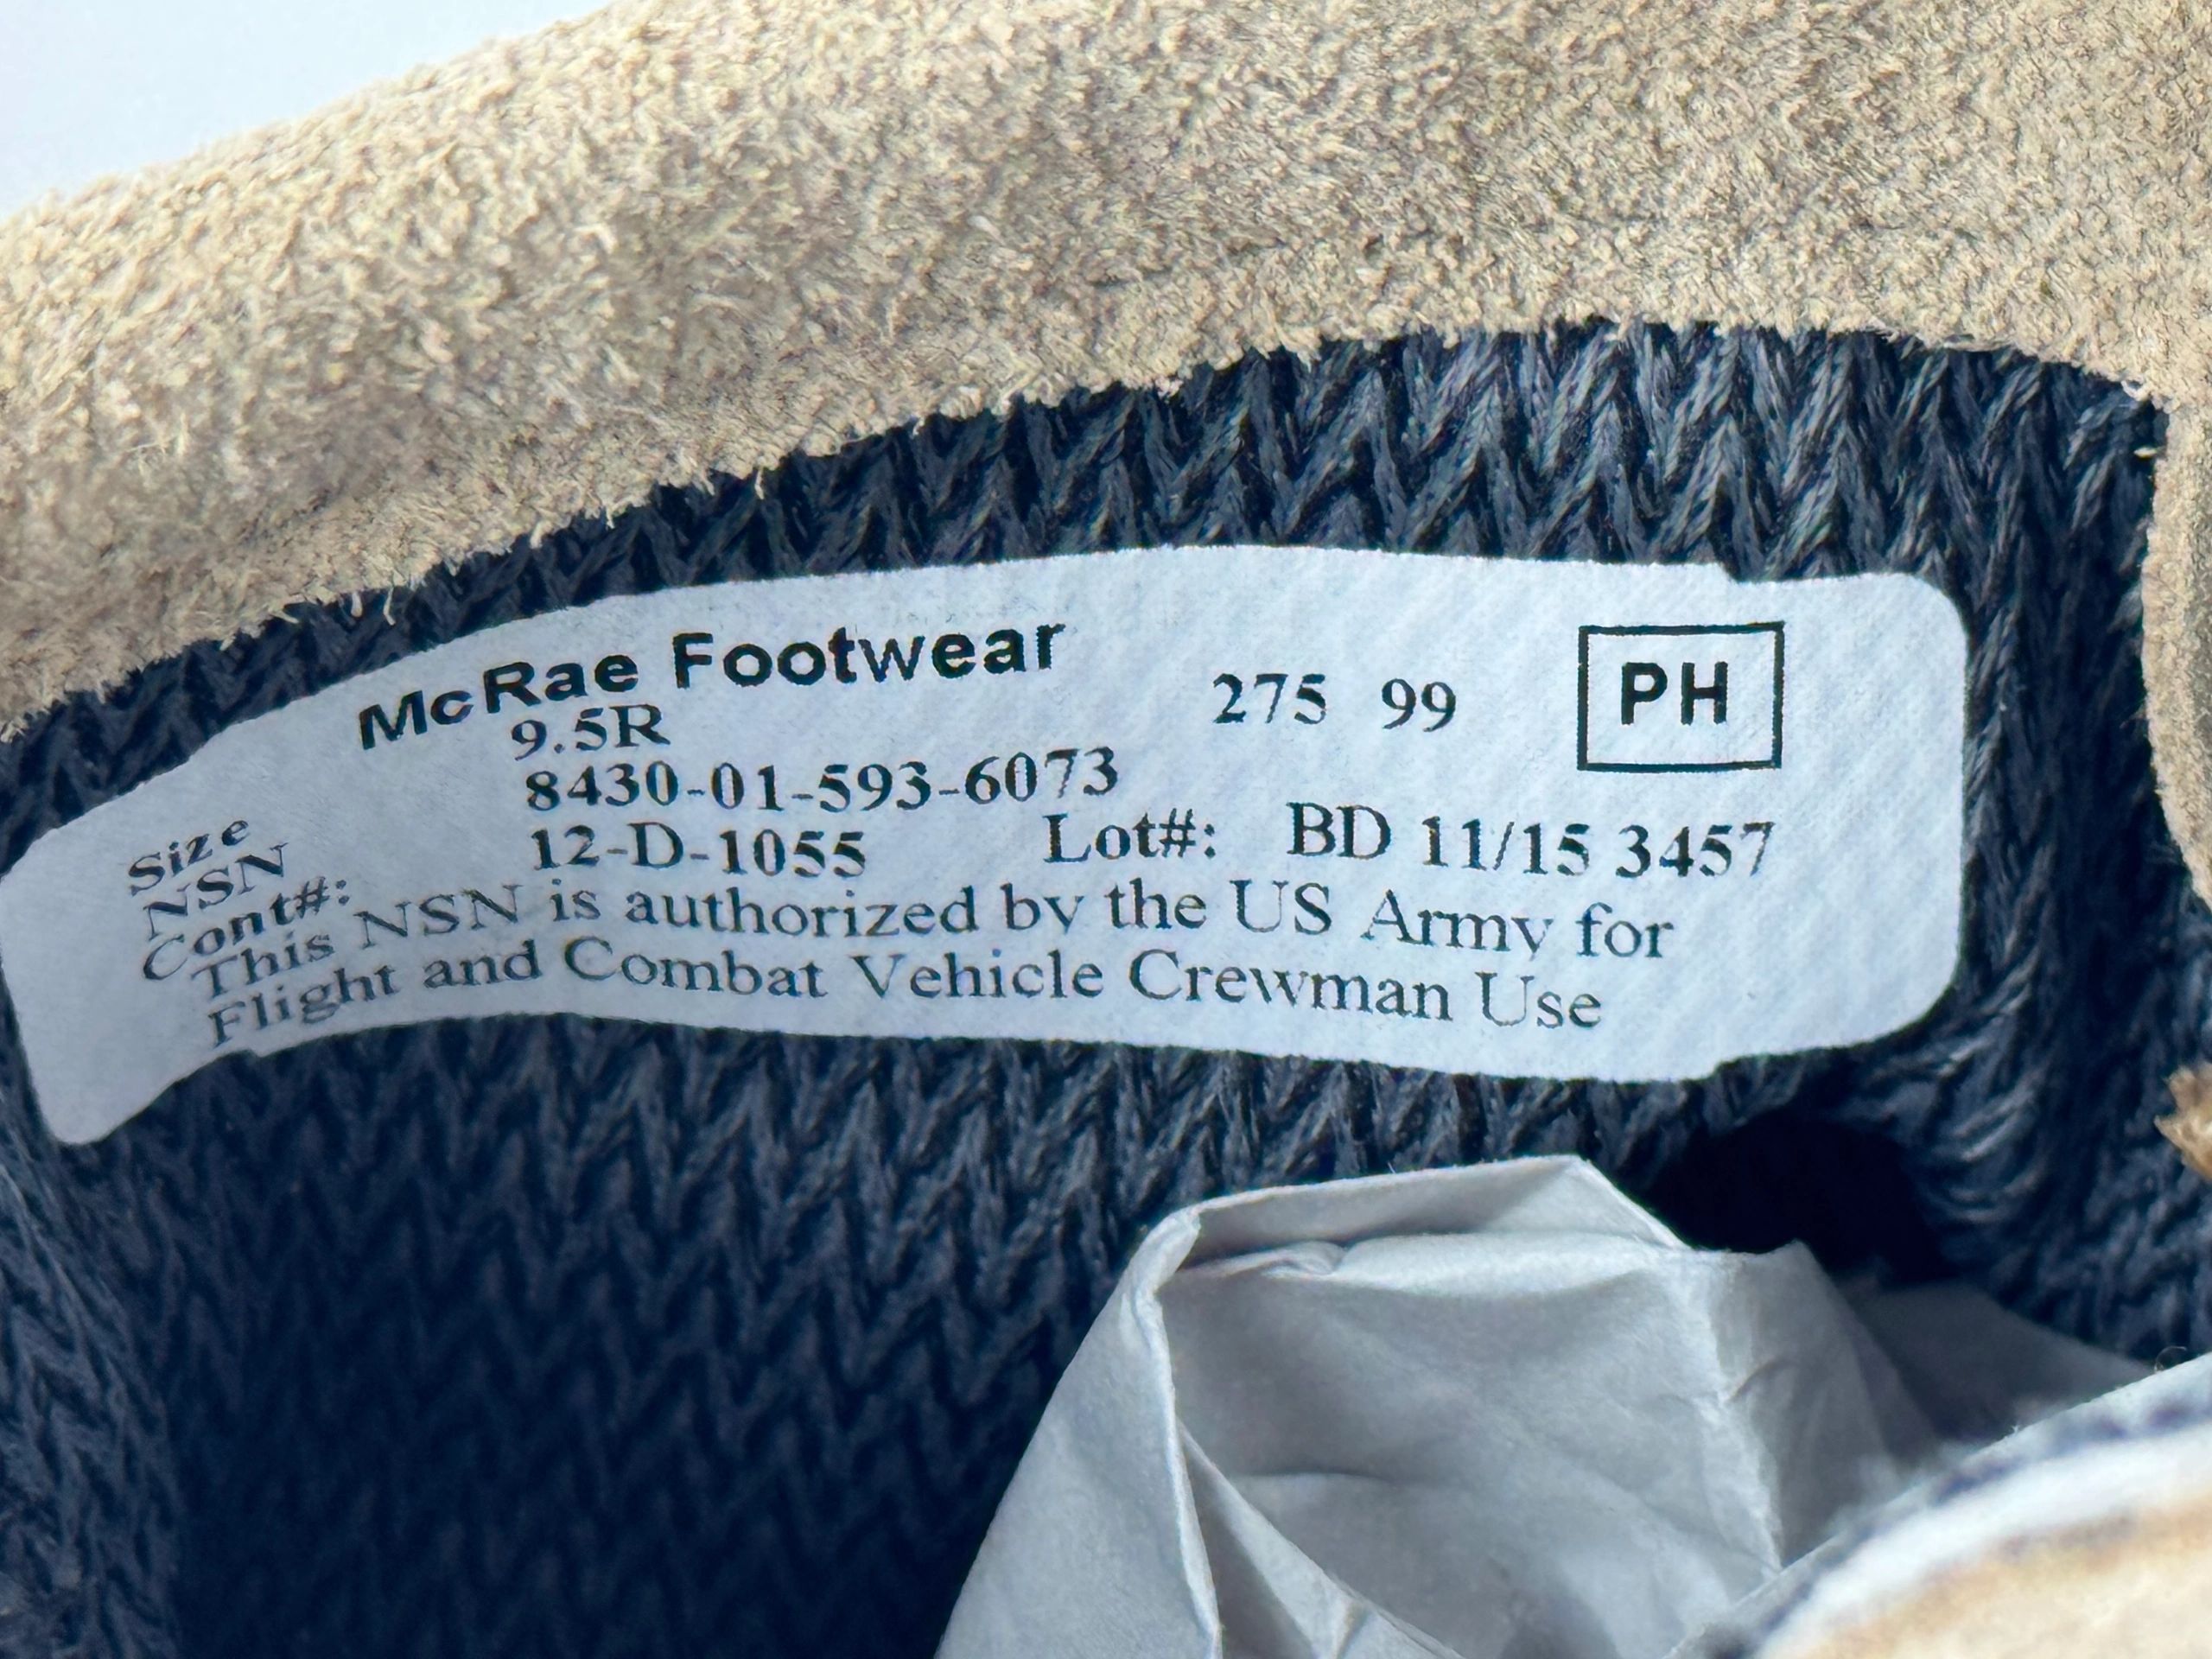 McRae Footwear
Size 9.5R 275 99 PH
NSN 8430-01-593-6073
Cont#: 12-D-1055 Lot#: BD 11/15 3457
This NSN is authorized by the US Army for
Flight and Combat Vehicle Crewman Use